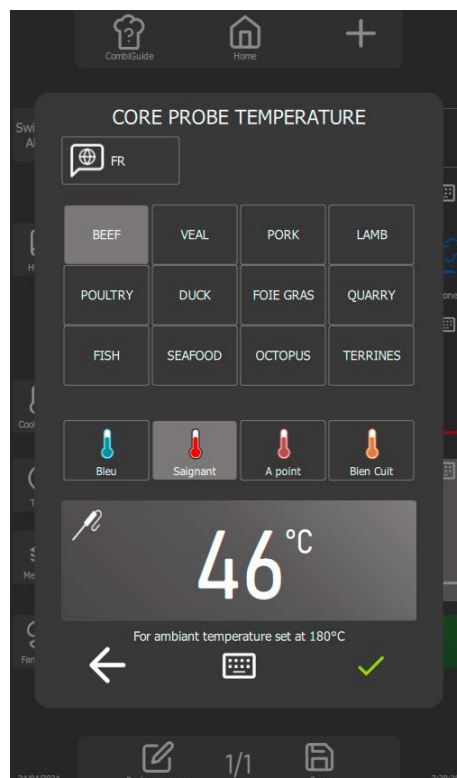 CombiGuide Home
CORE PROBE TEMPERATURE
FR
BEEF VEAL PORK LAMB
POULTRY DUCK FOIE GRAS QUARRY
FISH SEAFOOD OCTOPUS TERRINES
Bleu Saignant A point Bien Cuit
46°C
For ambiant temperature set at 180°C
1/1